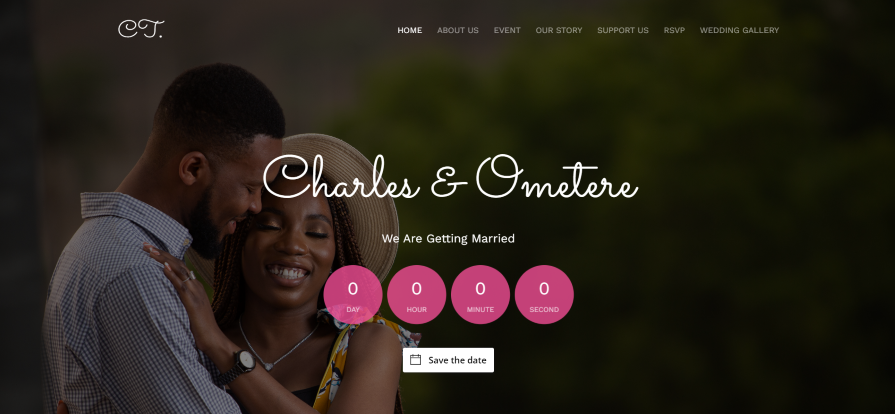 CT.
HOME ABOUT US EVENT OUR STORY SUPPORT US RSVP WEDDING GALLERY
Charles & Ometere
We Are Getting Married
0 0 0 0
DAY HOUR MINUTE SECOND
Save the date